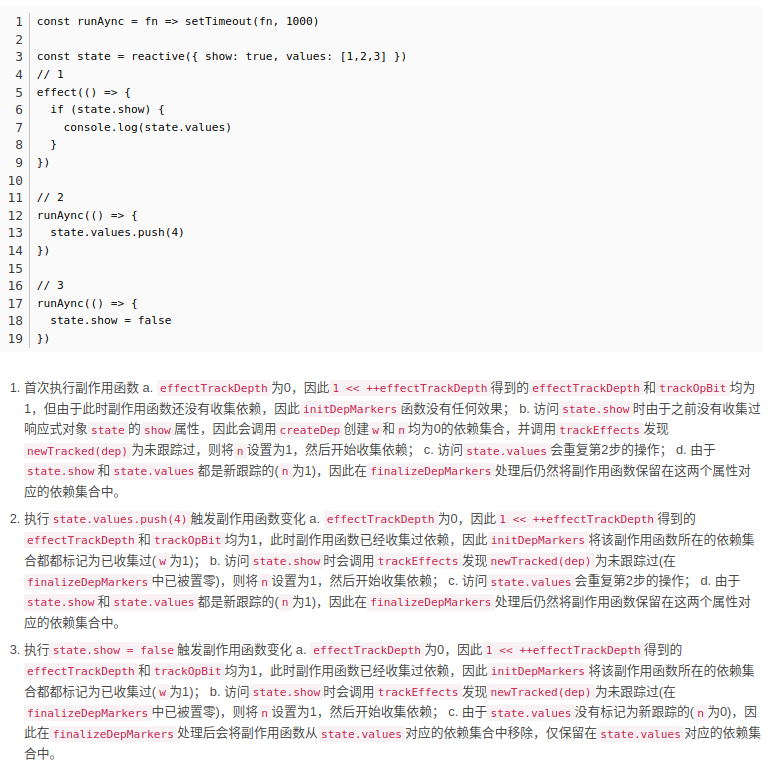 1 const runAync = fn => setTimeout(fn, 1000)
2
3 const state = reactive({ show: true, values: [1,2,3] })
4 // 1
5 effect(() => {
6   if (state.show) {
7     console.log(state.values)
8   }
9 })
10
11 // 2
12 runAync(() => {
13   state.values.push(4)
14 })
15
16 // 3
17 runAync(() => {
18   state.show = false
19 })
1. 首次执行副作用函数 a. effectTrackDepth 为0，因此 1 << ++effectTrackDepth 得到的 effectTrackDepth 和 trackOpBit 均为
1，但由于此时副作用函数还没有收集依赖，因此 initDepMarkers 函数没有任何效果； b. 访问 state.show 时由于之前没有收集过
响应式对象 state 的 show 属性，因此会调用 createDep 创建 w 和 n 均为0的依赖集合，并调用 trackEffects 发现
newTracked(dep) 为未跟踪过，则将 n 设置为1，然后开始收集依赖； c. 访问 state.values 会重复第2步的操作； d. 由于
state.show 和 state.values 都是新跟踪的( n 为1)，因此在 finalizeDepMarkers 处理后仍然将副作用函数保留在这两个属性对
应的依赖集合中。
2. 执行 state.values.push(4) 触发副作用函数变化 a. effectTrackDepth 为0，因此 1 << ++effectTrackDepth 得到的
effectTrackDepth 和 trackOpBit 均为1，此时副作用函数已经收集过依赖，因此 initDepMarkers 将该副作用函数所在的依赖集
合都都标记为已收集过( w 为1)； b. 访问 state.show 时会调用 trackEffects 发现 newTracked(dep) 为未跟踪过(在
finalizeDepMarkers 中已被置零)，则将 n 设置为1，然后开始收集依赖； c. 访问 state.values 会重复第2步的操作； d. 由于
state.show 和 state.values 都是新跟踪的( n 为1)，因此在 finalizeDepMarkers 处理后仍然将副作用函数保留在这两个属性对
应的依赖集合中。
3. 执行 state.show = false 触发副作用函数变化 a. effectTrackDepth 为0，因此 1 << ++effectTrackDepth 得到的
effectTrackDepth 和 trackOpBit 均为1，此时副作用函数已经收集过依赖，因此 initDepMarkers 将该副作用函数所在的依赖集
合都都标记为已收集过( w 为1)； b. 访问 state.show 时会调用 trackEffects 发现 newTracked(dep) 为未跟踪过(在
finalizeDepMarkers 中已被置零)，则将 n 设置为1，然后开始收集依赖； c. 由于 state.values 没有标记为新跟踪的( n 为0)，因
此在 finalizeDepMarkers 处理后会将副作用函数从 state.values 对应的依赖集合中移除，仅保留在 state.values 对应的依赖集
合中。